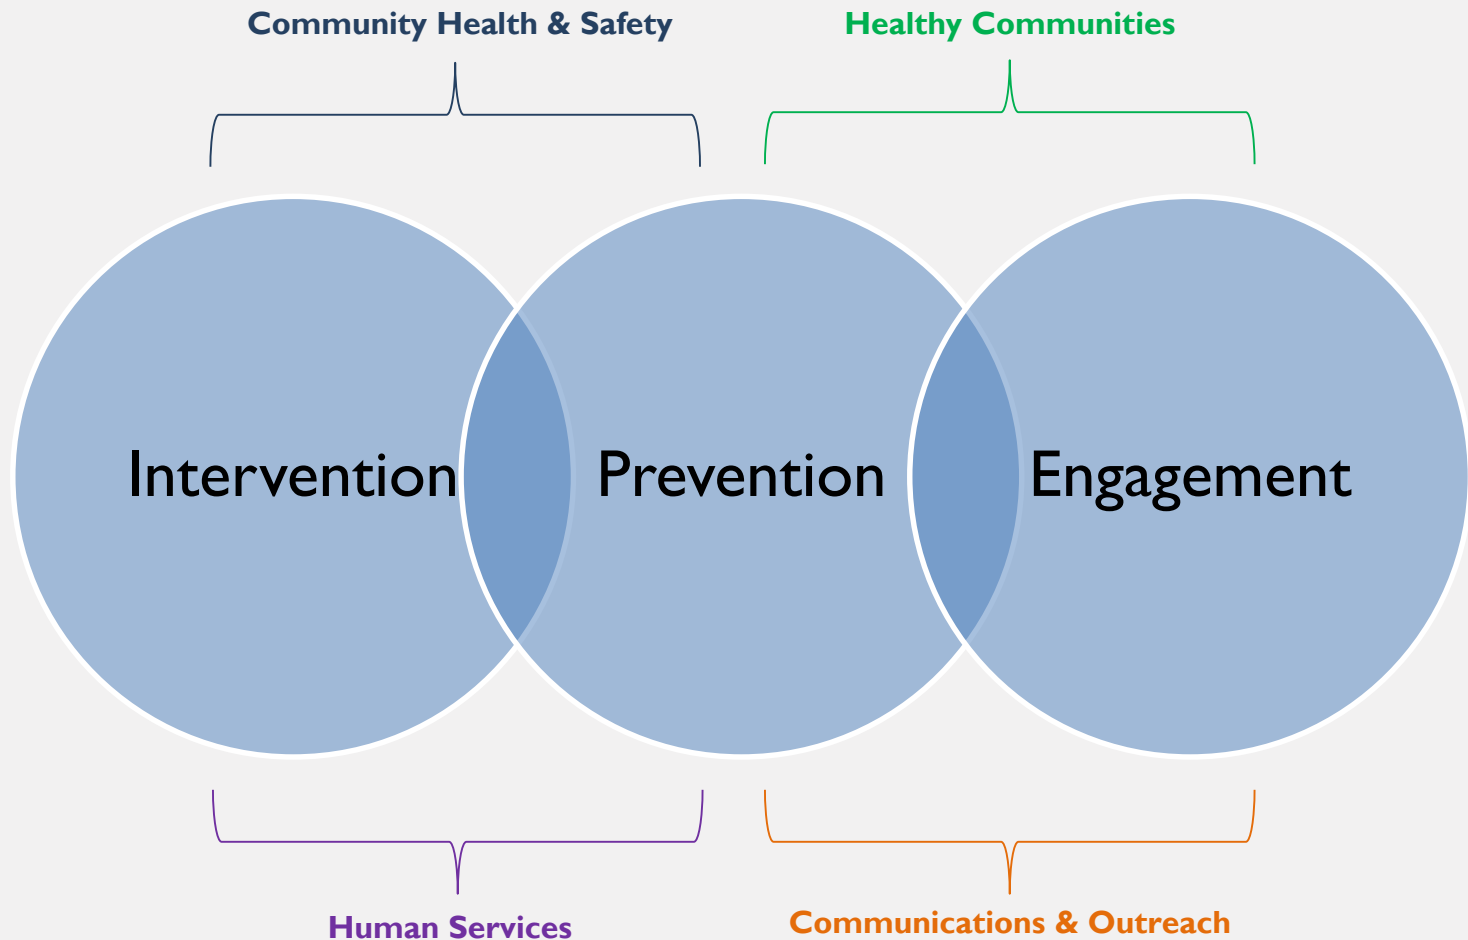 Community Health & Safety
Healthy Communities
Intervention
Prevention
Engagement
Human Services
Communications & Outreach